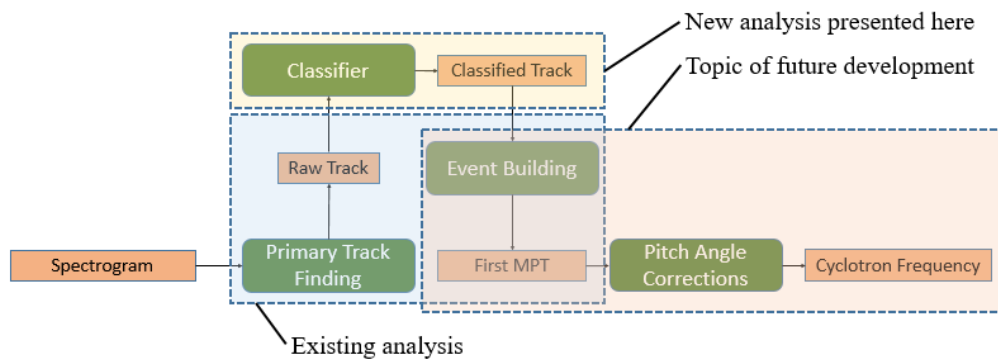 New analysis presented here
Topic of future development
Classifier
Classified Track
Raw Track
Event Building
Spectrogram
Primary Track
Finding
First MPT
Pitch Angle
Corrections
Cyclotron Frequency
Existing analysis